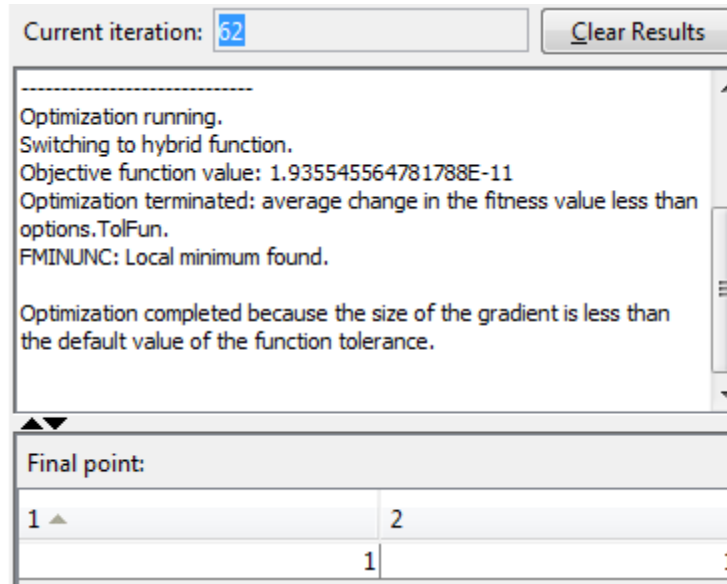 Current iteration: 62 Clear Results
------------------------------
Optimization running.
Switching to hybrid function.
Objective function value: 1.935545564781788E-11
Optimization terminated: average change in the fitness value less than
options.TolFun.
FMINUNC: Local minimum found.
Optimization completed because the size of the gradient is less than
the default value of the function tolerance.
Final point:
1 2
1